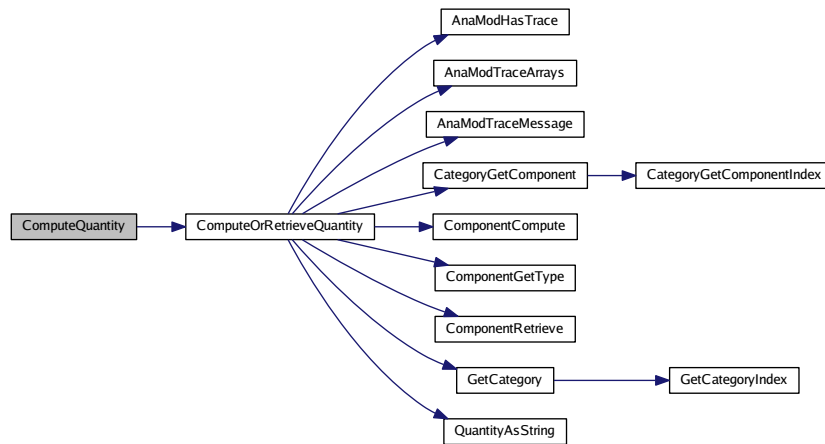 AnaModHasTrace
AnaModTraceArrays
AnaModTraceMessage
CategoryGetComponent
CategoryGetComponentIndex
ComputeQuantity
ComputeOrRetrieveQuantity
ComponentCompute
ComponentGetType
ComponentRetrieve
GetCategory
GetCategoryIndex
QuantityAsString